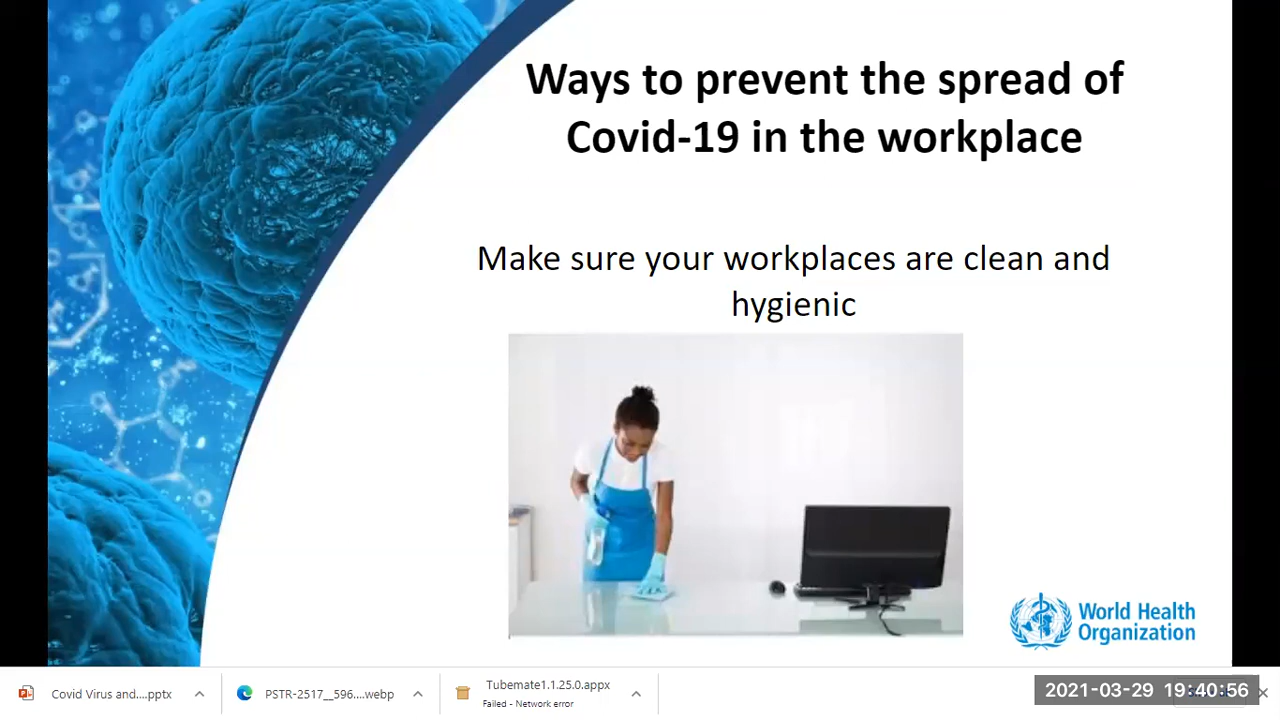 Ways to prevent the spread of
Covid-19 in the workplace
Make sure your workplaces are clean and
hygienic
World Health
Organization
Covid Virus and....pptx
PSTR-2517__596....webp
Tubemate1.1.25.0.appx
Failed - Network error
2021-03-29 19:40:56